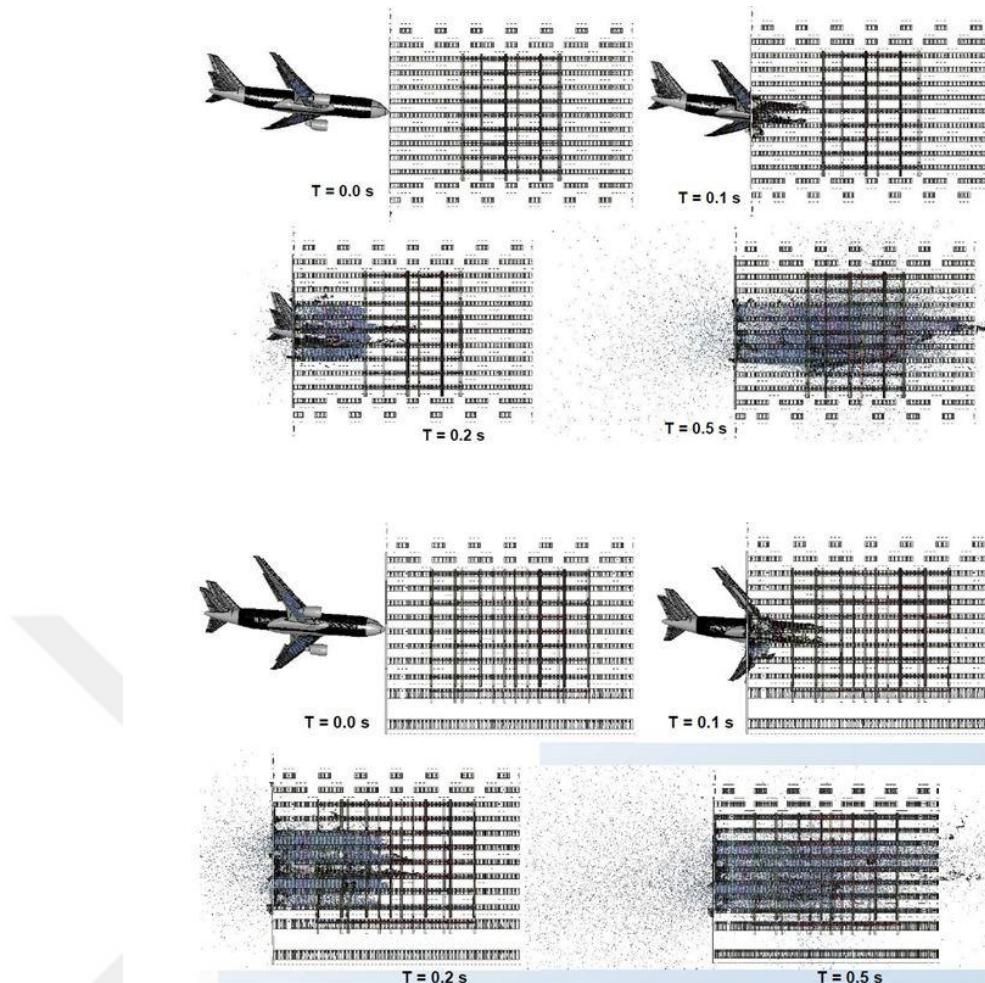 T = 0.0 s
T = 0.1 s
T = 0.2 s
T = 0.5 s
T = 0.0 s
T = 0.1 s
T = 0.2 s
T = 0.5 s